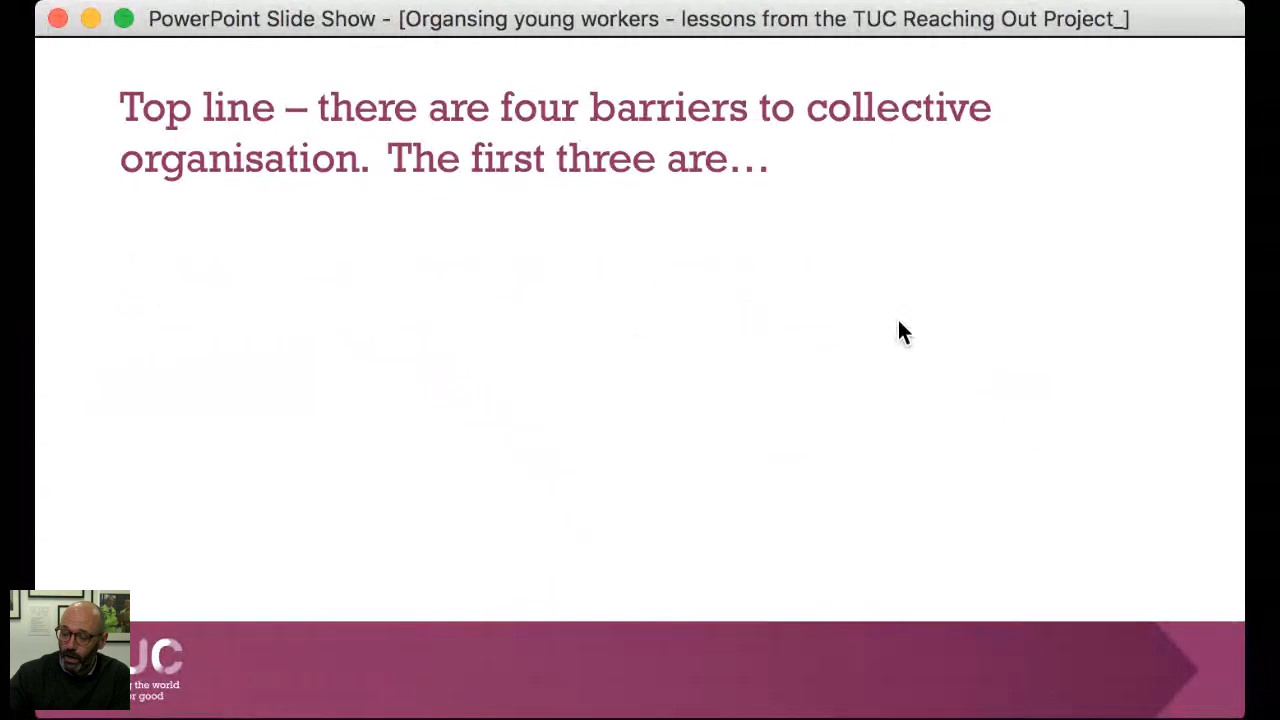 PowerPoint Slide Show - [Organsing young workers - lessons from the TUC Reaching Out Project_]
Top line – there are four barriers to collective
organisation. The first three are…
UC
the world
for good